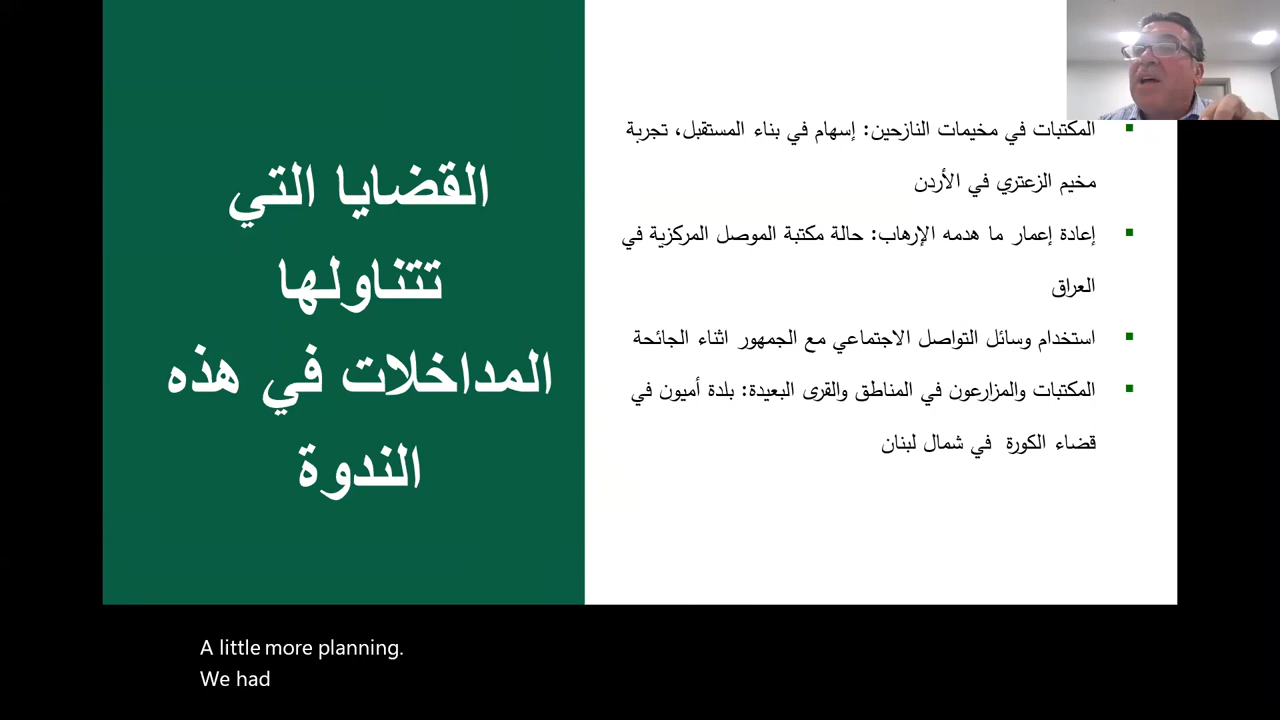 القضايا التي
تتناولها
المداخلات في هذه
الندوة
المكتبات في مخيمات النازحين: إسهام في بناء المستقبل، تجربة
مخيم الزعتري في الأردن
إعادة إعمار ما هدمه الإرهاب: حالة مكتبة الموصل المركزية في
العراق
استخدام وسائل التواصل الاجتماعي مع الجمهور اثناء الجائحة
المكتبات والمزارعون في المناطق والقرى البعيدة: بلدة أميون في
قضاء الكورة في شمال لبنان
A little more planning.
We had